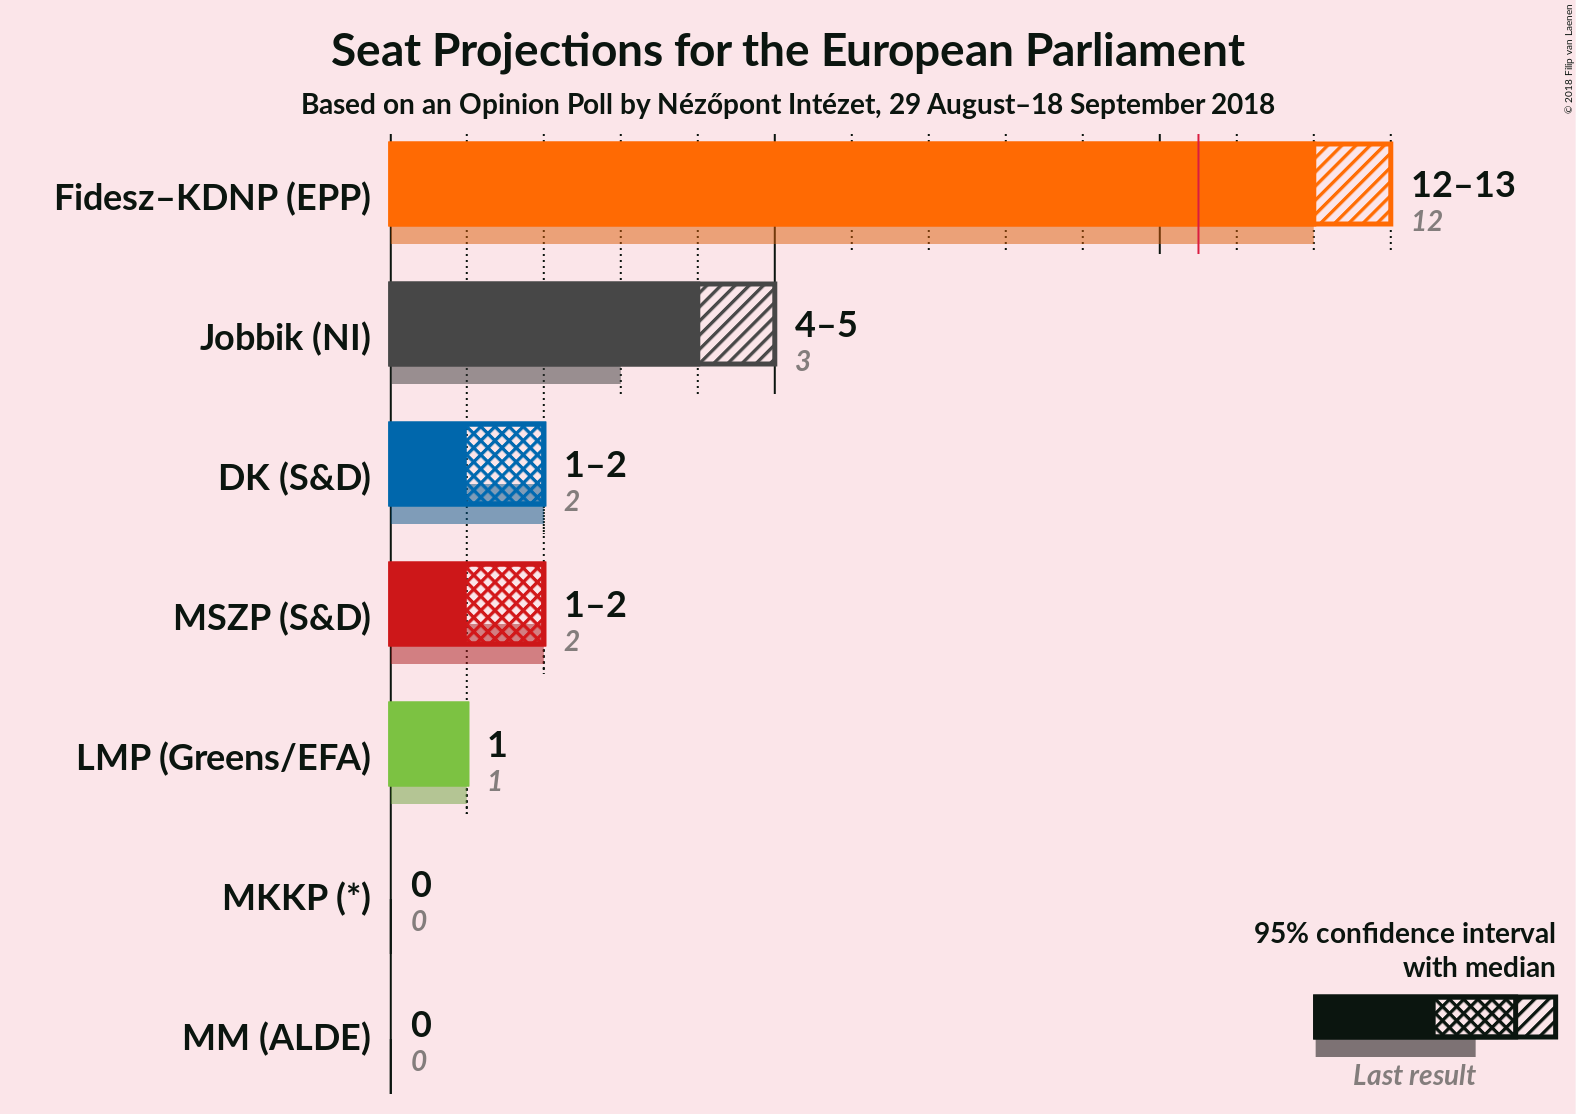 Seat Projections for the European Parliament
Based on an Opinion Poll by Nézőpont Intézet, 29 August–18 September 2018
© 2018 Filip van Laenen
Fidesz–KDNP (EPP)
12–13
12
Jobbik (NI)
4–5
3
DK (S&D)
1–2
2
MSZP (S&D)
1–2
2
LMP (Greens/EFA)
1
1
MKKP (*)
0
0
MM (ALDE)
0
0
95% confidence interval
with median
Last result